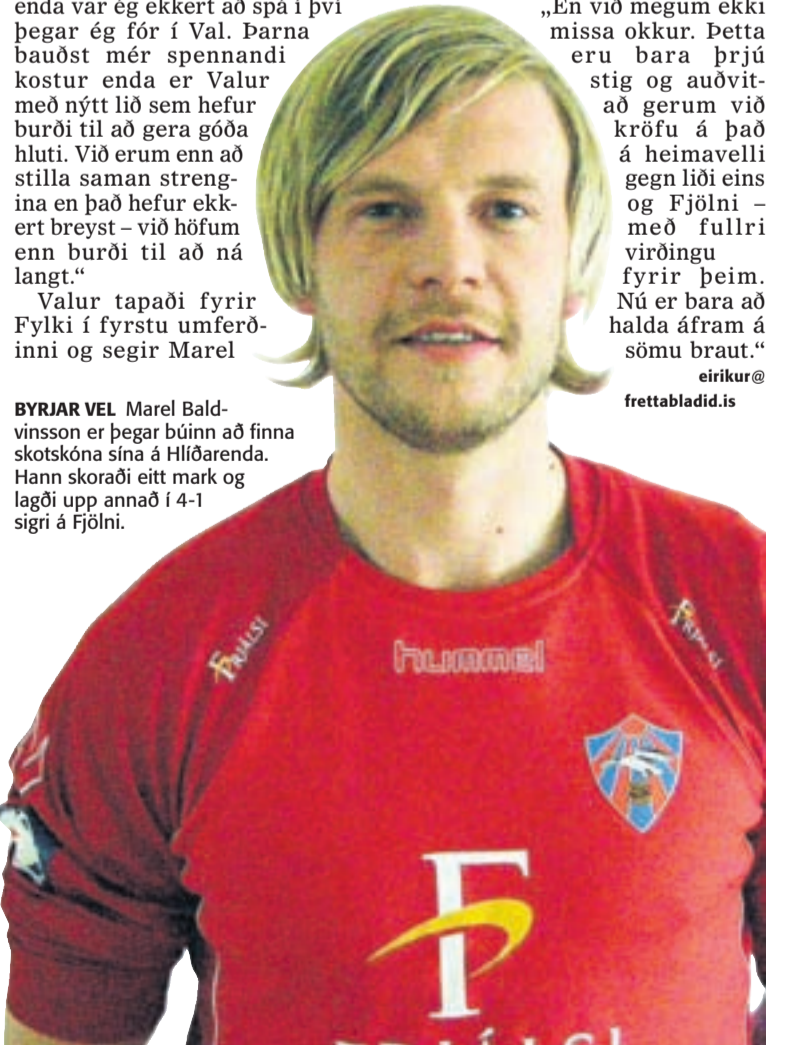 enda var ég ekkert að spá í því
þegar ég fór í Val. Þarna
bauðst mér spennandi
kostur enda er Valur
með nýtt lið sem hefur
burði til að gera góða
hluti. Við erum enn að
stilla saman streng-
ina en það hefur ekk-
ert breyst – við höfum
enn burði til að ná
langt.“
Valur tapaði fyrir
Fylki í fyrstu umferð-
inni og segir Marel
„En við megum ekki
missa okkur. Þetta
eru bara þrjú
stig og auðvit-
að gerum við
kröfu á það
á heimavelli
gegn liði eins
og Fjölni –
með fullri
virðingu
fyrir þeim.
Nú er bara að
halda áfram á
sömu braut.“
eirikur@
frettabladid.is
BYRJAR VEL Marel Bald-
vinsson er þegar búinn að finna
skotskóna sína á Hlíðarenda.
Hann skoraði eitt mark og
lagði upp annað í 4-1
sigri á Fjölni.
FRJÁLSI
FRJÁLSI
hummel
F
FRJÁLSI